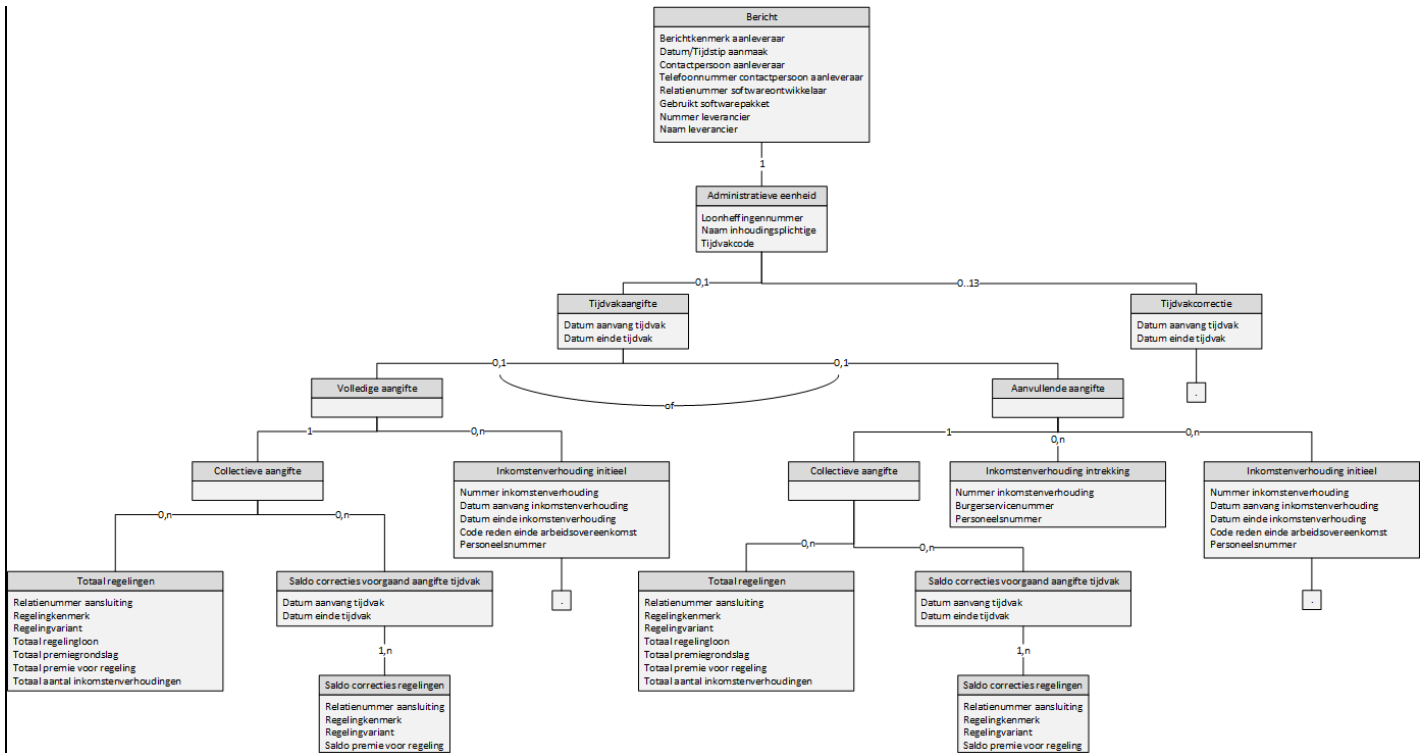 Bericht
Berichtkenmerk aanleveraar
Datum/Tijdstip aanmaak
Contactpersoon aanleveraar
Telefoonnummer contactpersoon aanleveraar
Relatienummer softwareontwikkelaar
Gebruikt softwarepakket
Nummer leverancier
Naam leverancier
1
Administratieve eenheid
Loonheffingennummer
Naam inhoudingsplichtige
Tijdvakcode
0,1
0..13
Tijdvakaangifte
Datum aanvang tijdvak
Datum einde tijdvak
Tijdvakcorrectie
Datum aanvang tijdvak
Datum einde tijdvak
.
0,1
0,1
of
Volledige aangifte
Aanvullende aangifte
1
0,n
1
0,n
0,n
Collectieve aangifte
Inkomstenverhouding initieel
Nummer inkomstenverhouding
Datum aanvang inkomstenverhouding
Datum einde inkomstenverhouding
Code reden einde arbeidsovereenkomst
Personeelsnummer
.
Collectieve aangifte
Inkomstenverhouding intrekking
Nummer inkomstenverhouding
Burgerservicenummer
Personeelsnummer
Inkomstenverhouding initieel
Nummer inkomstenverhouding
Datum aanvang inkomstenverhouding
Datum einde inkomstenverhouding
Code reden einde arbeidsovereenkomst
Personeelsnummer
.
0,n
0,n
0,n
0,n
Totaal regelingen
Relatienummer aansluiting
Regelingkenmerk
Regelingvariant
Totaal regelingloon
Totaal premiegrondslag
Totaal premie voor regeling
Totaal aantal inkomstenverhoudingen
Saldo correcties voorgaand aangifte tijdvak
Datum aanvang tijdvak
Datum einde tijdvak
1,n
Saldo correcties regelingen
Relatienummer aansluiting
Regelingkenmerk
Regelingvariant
Saldo premie voor regeling
Totaal regelingen
Relatienummer aansluiting
Regelingkenmerk
Regelingvariant
Totaal regelingloon
Totaal premiegrondslag
Totaal premie voor regeling
Totaal aantal inkomstenverhoudingen
Saldo correcties voorgaand aangifte tijdvak
Datum aanvang tijdvak
Datum einde tijdvak
1,n
Saldo correcties regelingen
Relatienummer aansluiting
Regelingkenmerk
Regelingvariant
Saldo premie voor regeling